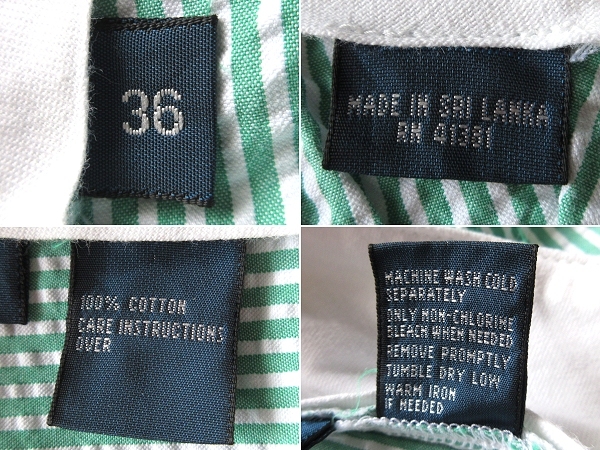 36
MADE IN SRI LANKA
RN 41381
100% COTTON
CARE INSTRUCTIONS
OVER
MACHINE WASH COLD
SEPARATELY
ONLY NON-CHLORINE
BLEACH WHEN NEEDED
REMOVE PROMPTLY
TUMBLE DRY LOW
WARM IRON
IF NEEDED